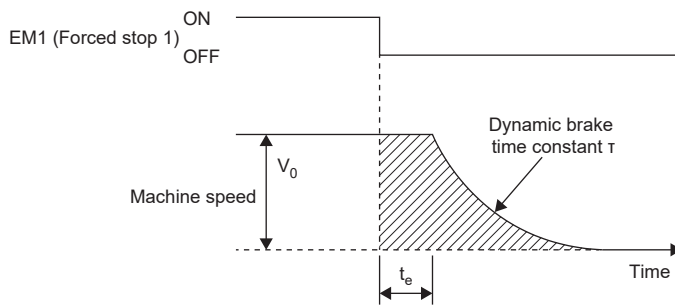 ON
EM1 (Forced stop 1)
OFF
Dynamic brake
time constant τ
V₀
Machine speed
Time
tₑ